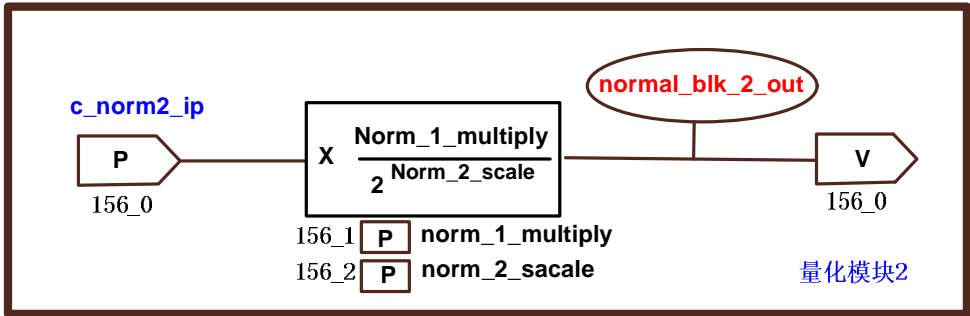 normal_blk_2_out
c_norm2_ip
P
156_0
X Norm_1_multiply
2 Norm_2_scale
V
156_0
156_1 P norm_1_multiply
156_2 P norm_2_sacale
量化模块2